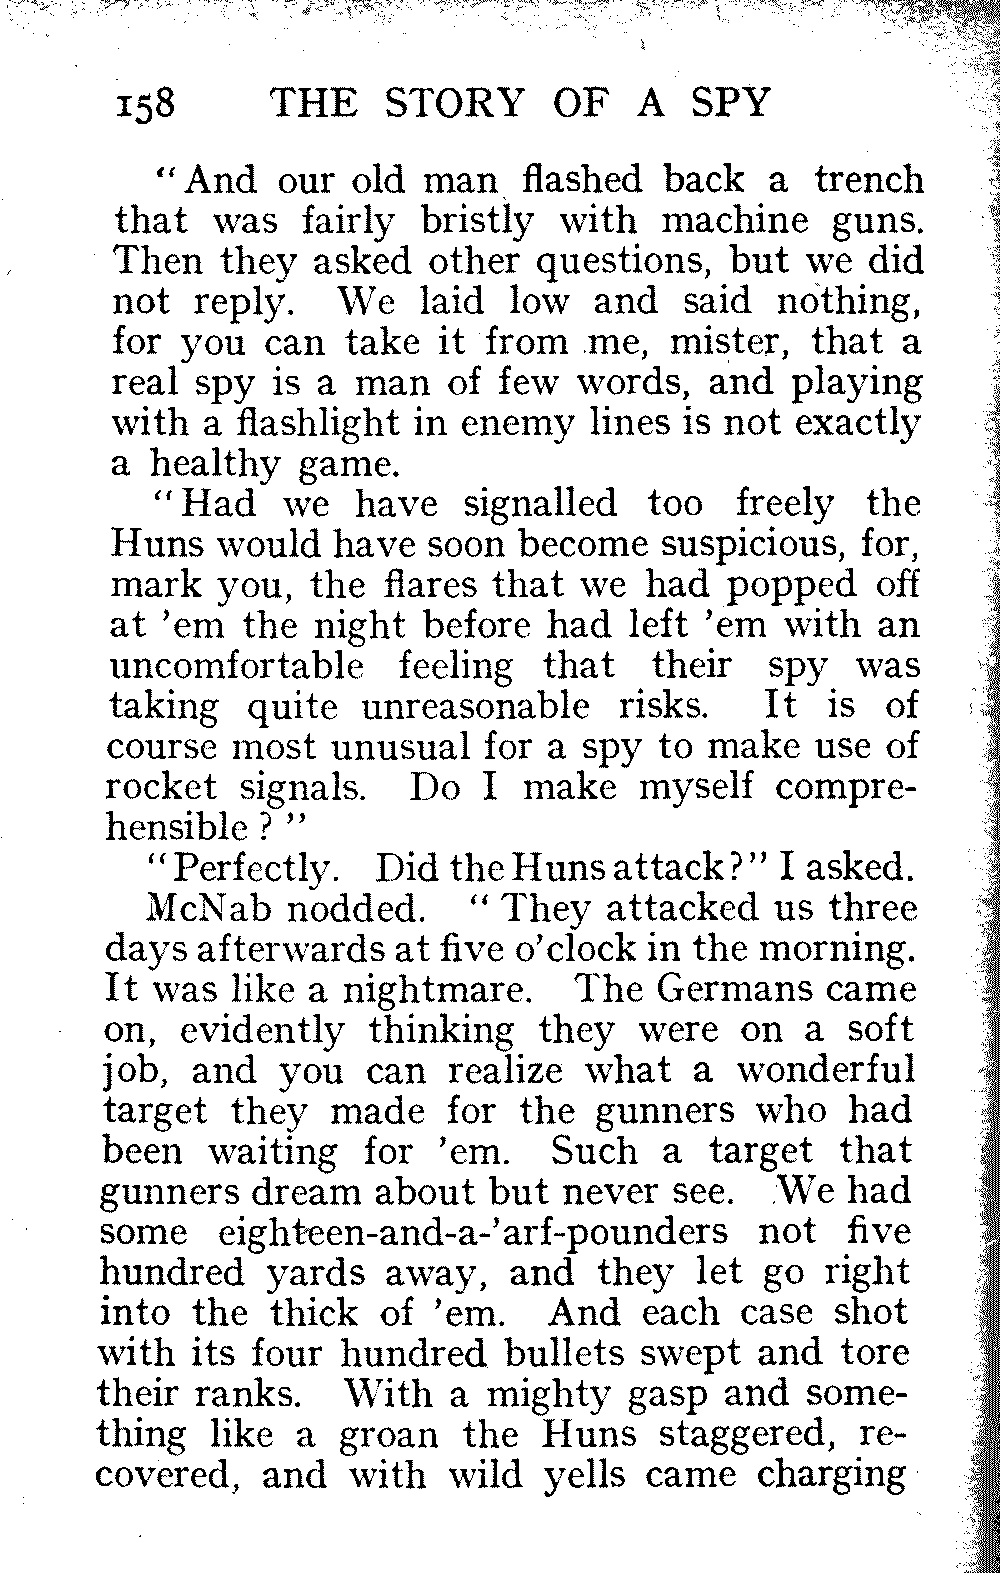 158 THE STORY OF A SPY
"And our old man flashed back a trench
that was fairly bristly with machine guns.
Then they asked other questions, but we did
not reply. We laid low and said nothing,
for you can take it from me, mister, that a
real spy is a man of few words, and playing
with a flashlight in enemy lines is not exactly
a healthy game.
"Had we have signalled too freely the
Huns would have soon become suspicious, for,
mark you, the flares that we had popped off
at 'em the night before had left 'em with an
uncomfortable feeling that their spy was
taking quite unreasonable risks. It is of
course most unusual for a spy to make use of
rocket signals. Do I make myself compre-
hensible ? "
"Perfectly. Did the Huns attack?" I asked.
McNab nodded. " They attacked us three
days afterwards at five o'clock in the morning.
It was like a nightmare. The Germans came
on, evidently thinking they were on a soft
job, and you can realize what a wonderful
target they made for the gunners who had
been waiting for 'em. Such a target that
gunners dream about but never see. We had
some eighteen-and-a-'arf-pounders not five
hundred yards away, and they let go right
into the thick of 'em. And each case shot
with its four hundred bullets swept and tore
their ranks. With a mighty gasp and some-
thing like a groan the Huns staggered, re-
covered, and with wild yells came charging